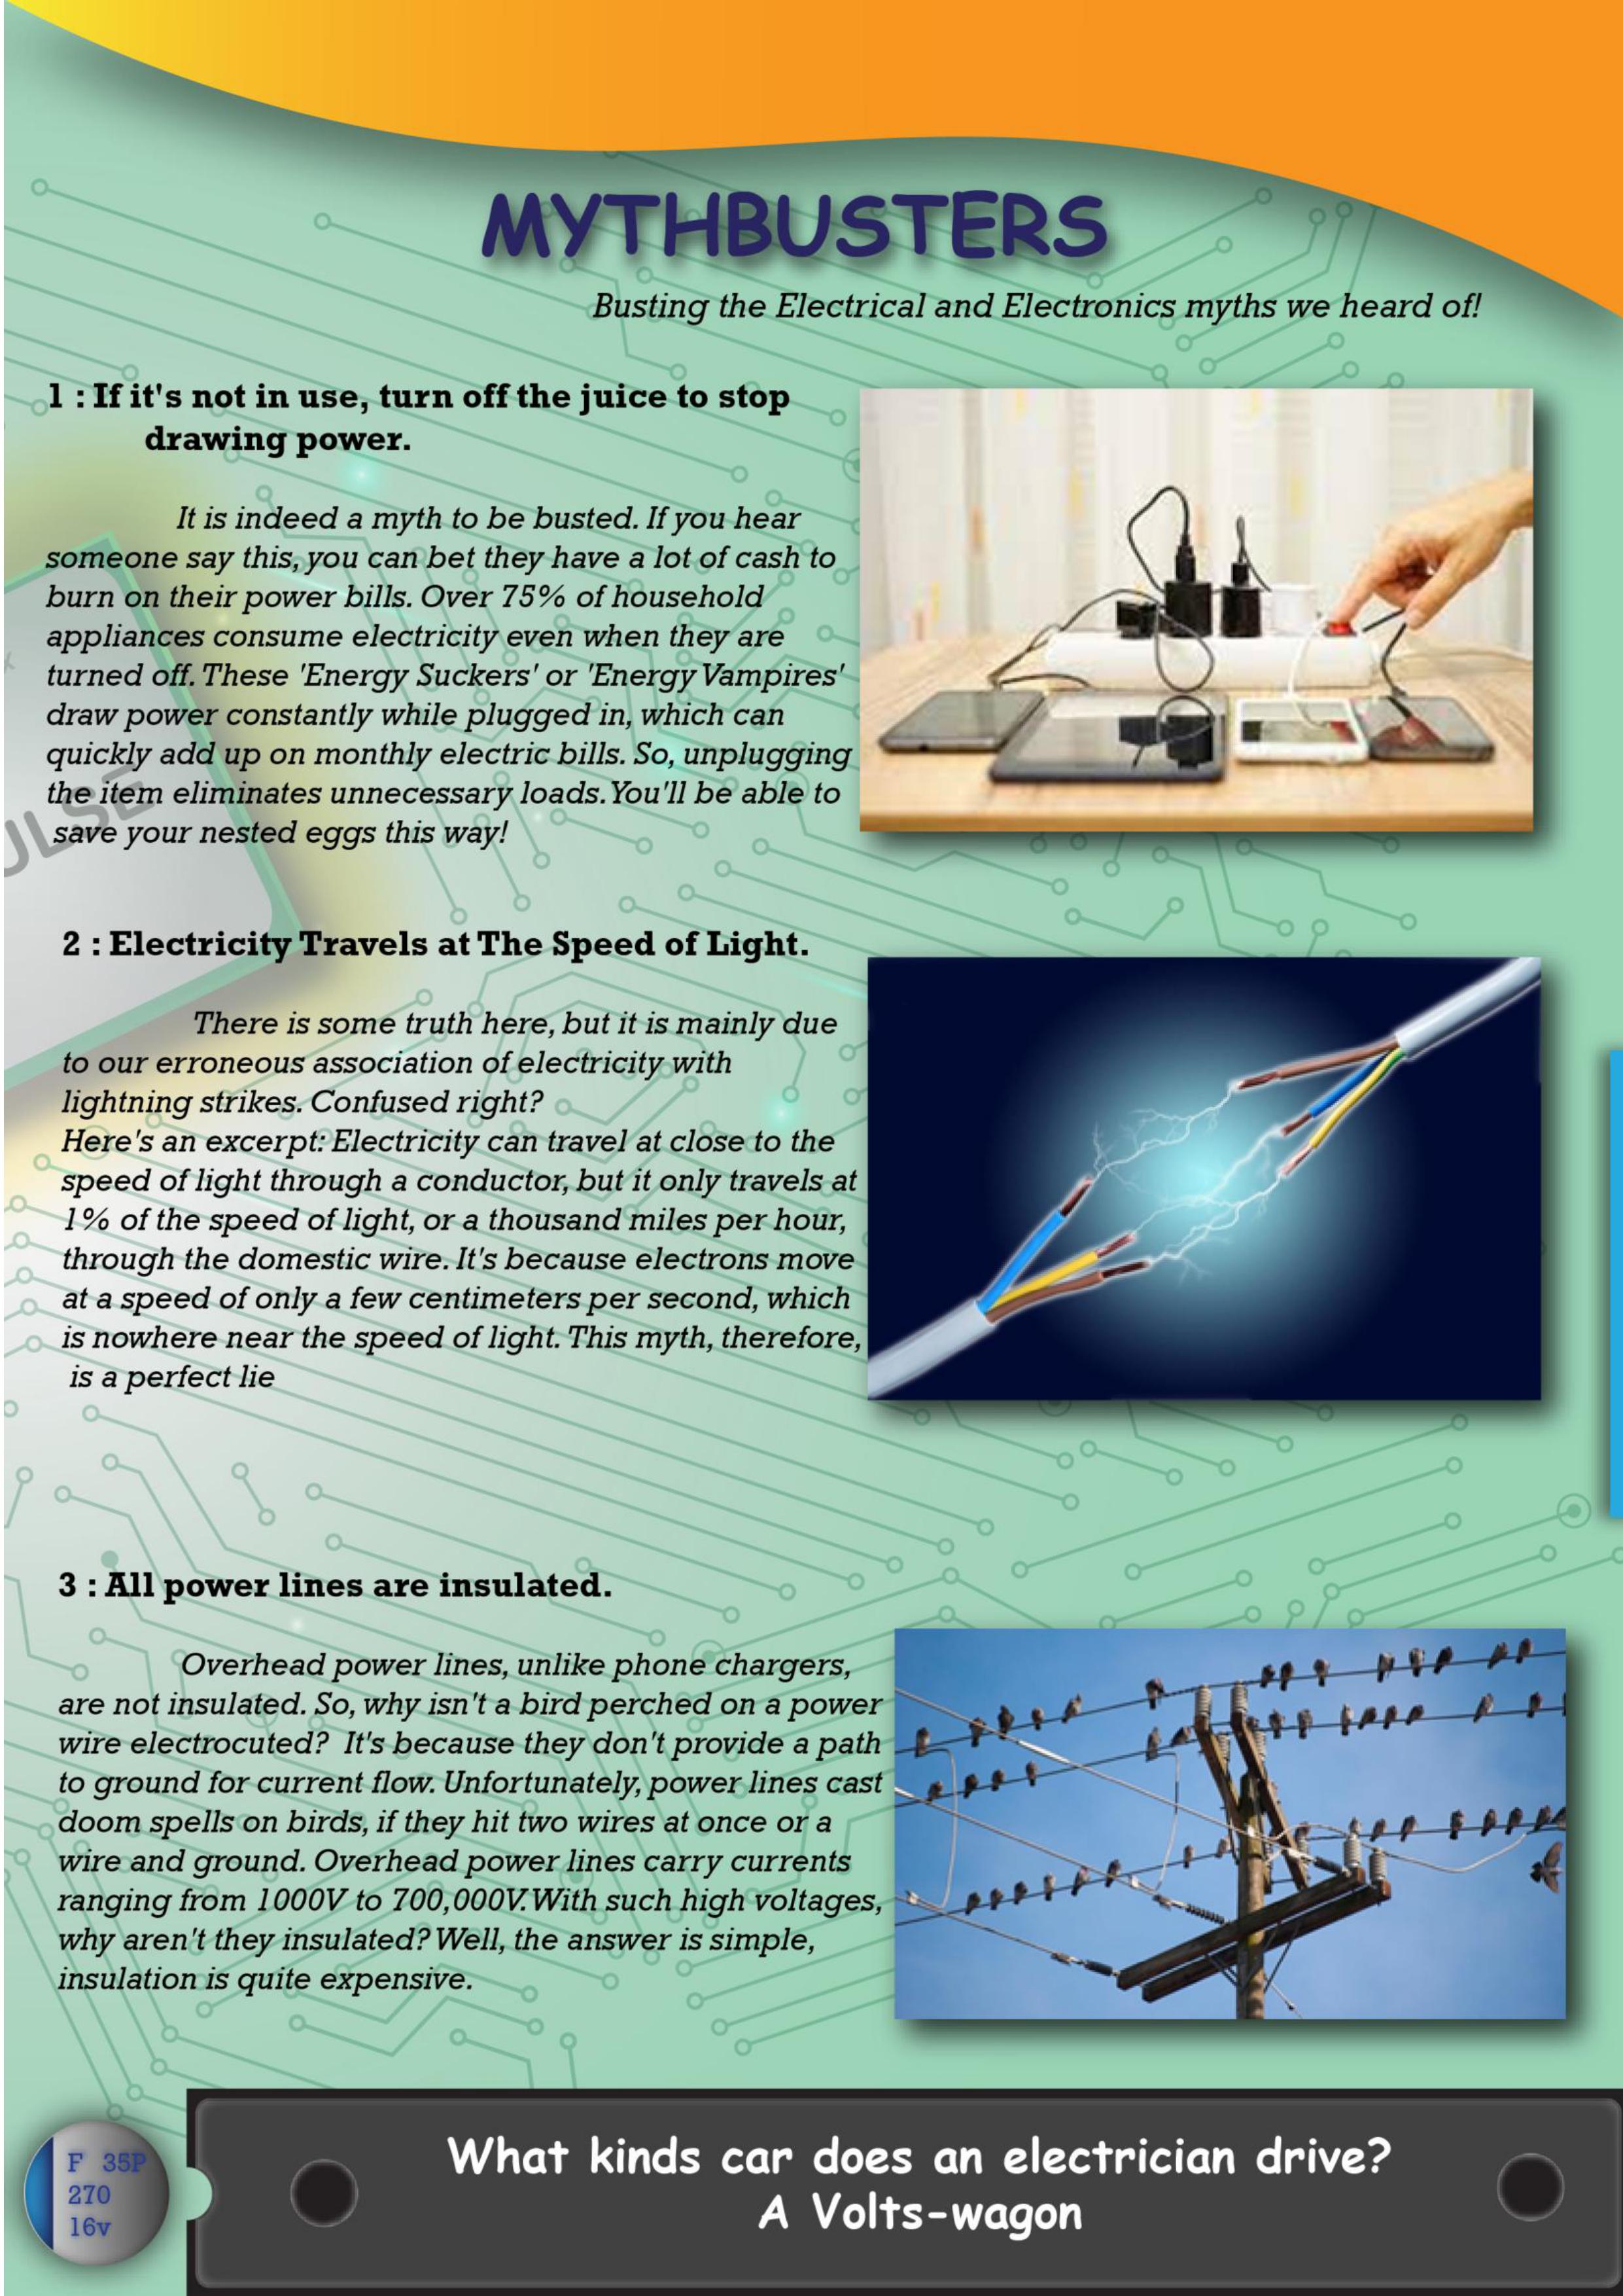 MYTHBUSTERS
Busting the Electrical and Electronics myths we heard of!
1 : If it's not in use, turn off the juice to stop
drawing power.
It is indeed a myth to be busted. If you hear
someone say this, you can bet they have a lot of cash to
burn on their power bills. Over 75% of household
appliances consume electricity even when they are
turned off. These 'Energy Suckers' or 'Energy Vampires'
draw power constantly while plugged in, which can
quickly add up on monthly electric bills. So, unplugging
the item eliminates unnecessary loads. You'll be able to
save your nested eggs this way!
2 : Electricity Travels at The Speed of Light.
There is some truth here, but it is mainly due
to our erroneous association of electricity with
lightning strikes. Confused right?
Here's an excerpt: Electricity can travel at close to the
speed of light through a conductor, but it only travels at
1% of the speed of light, or a thousand miles per hour,
through the domestic wire. It's because electrons move
at a speed of only a few centimeters per second, which
is nowhere near the speed of light. This myth, therefore,
is a perfect lie
3 : All power lines are insulated.
Overhead power lines, unlike phone chargers,
are not insulated. So, why isn't a bird perched on a power
wire electrocuted? It's because they don't provide a path
to ground for current flow. Unfortunately, power lines cast
doom spells on birds, if they hit two wires at once or a
wire and ground. Overhead power lines carry currents
ranging from 1000V to 700,000V. With such high voltages,
why aren't they insulated? Well, the answer is simple,
insulation is quite expensive.
F 35P
270
16v
What kinds car does an electrician drive?
A Volts-wagon